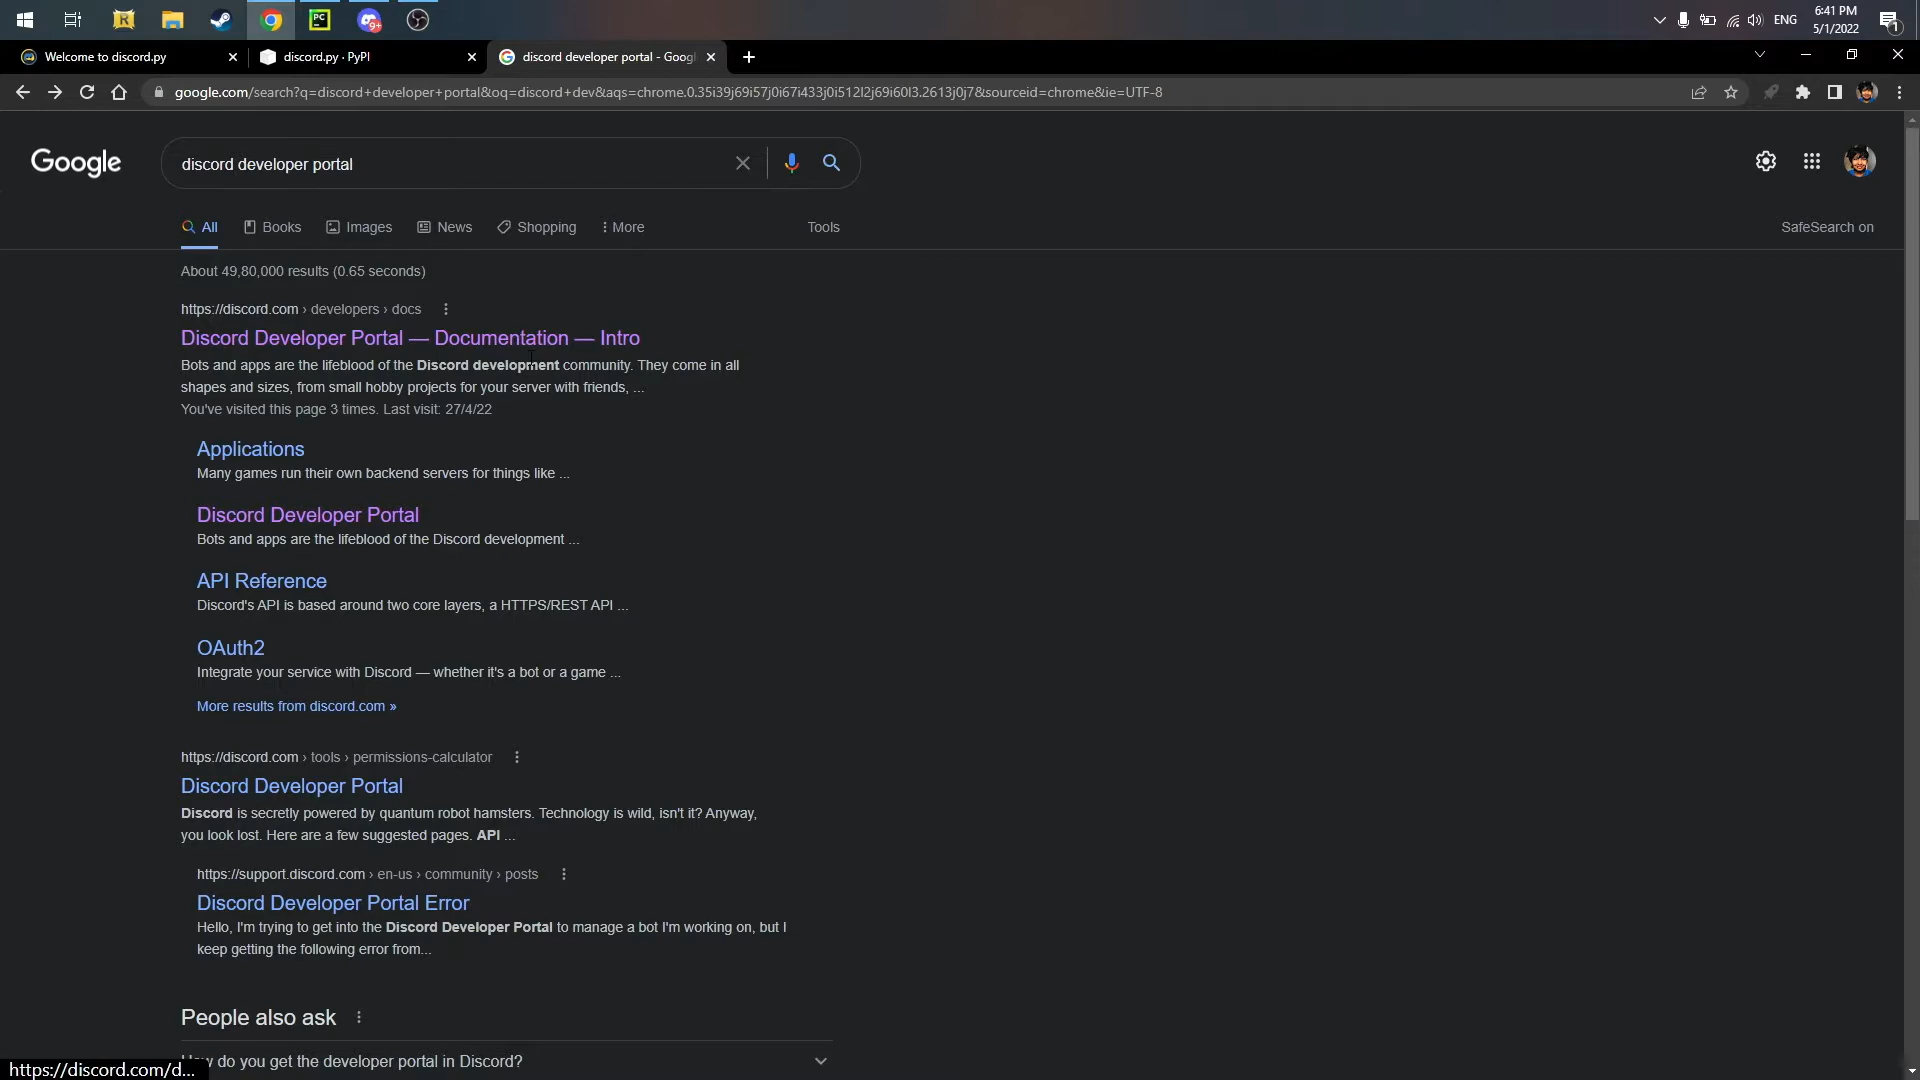 6:41 PM
ENG
5/1/2022
1
9+
PC
R
Welcome to discord.py
discord.py · PyPI
discord developer portal - Goog
google.com/search?q=discord+developer+portal&oq=discord+dev&aqs=chrome.0.35i39j69i57j0i67i433j0i512l2j69i60l3.2613j0j7&sourceid=chrome&ie=UTF-8
Google
discord developer portal
All
Books
Images
News
Shopping
More
Tools
SafeSearch on
About 49,80,000 results (0.65 seconds)
https://discord.com › developers › docs
Discord Developer Portal — Documentation — Intro
Bots and apps are the lifeblood of the Discord development community. They come in all
shapes and sizes, from small hobby projects for your server with friends, ...
You've visited this page 3 times. Last visit: 27/4/22
Applications
Many games run their own backend servers for things like ...
Discord Developer Portal
Bots and apps are the lifeblood of the Discord development ...
API Reference
Discord's API is based around two core layers, a HTTPS/REST API ...
OAuth2
Integrate your service with Discord — whether it's a bot or a game ...
More results from discord.com »
https://discord.com › tools › permissions-calculator
Discord Developer Portal
Discord is secretly powered by quantum robot hamsters. Technology is wild, isn't it? Anyway,
you look lost. Here are a few suggested pages. API ...
https://support.discord.com › en-us › community › posts
Discord Developer Portal Error
Hello, I'm trying to get into the Discord Developer Portal to manage a bot I'm working on, but I
keep getting the following error from...
People also ask
do you get the developer portal in Discord?
https://discord.com/d...